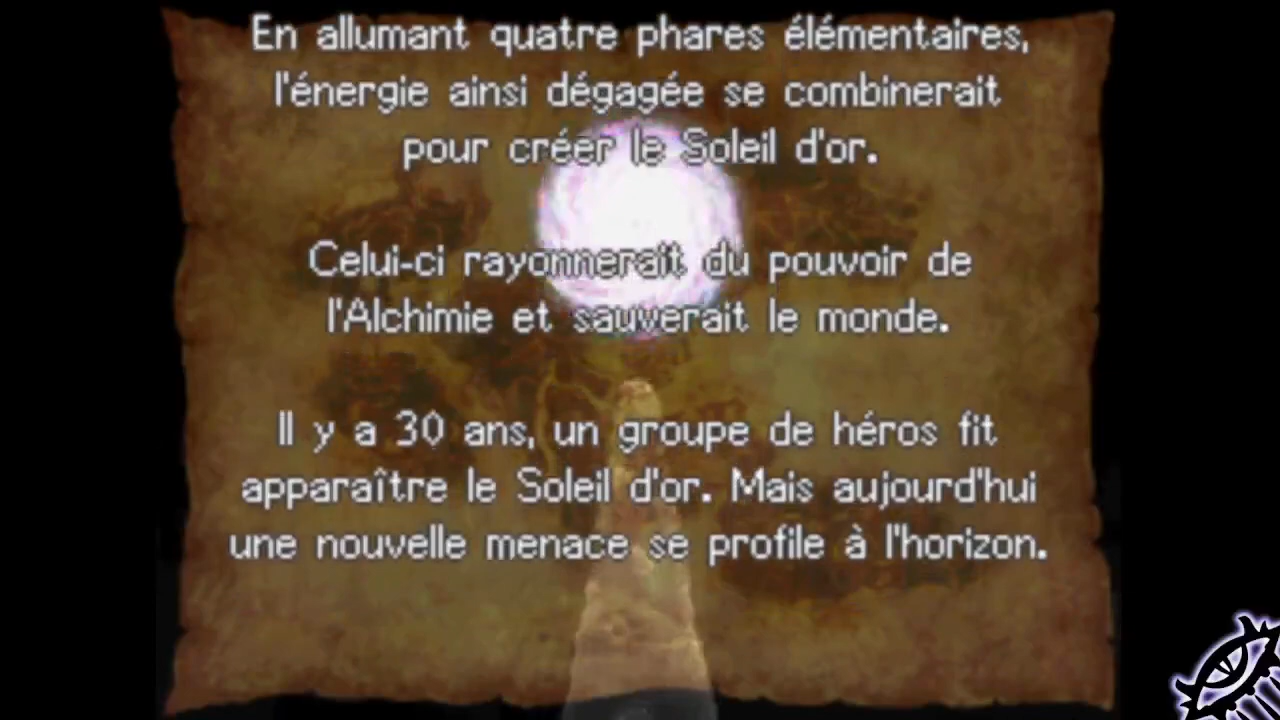 En allumant quatre phares élémentaires,
l'énergie ainsi dégagée se combinerait
pour créer le Soleil d'or.
Celui-ci rayonnerait du pouvoir de
l'Alchimie et sauverait le monde.
Il y a 30 ans, un groupe de héros fit
apparaître le Soleil d'or. Mais aujourd'hui
une nouvelle menace se profile à l'horizon.